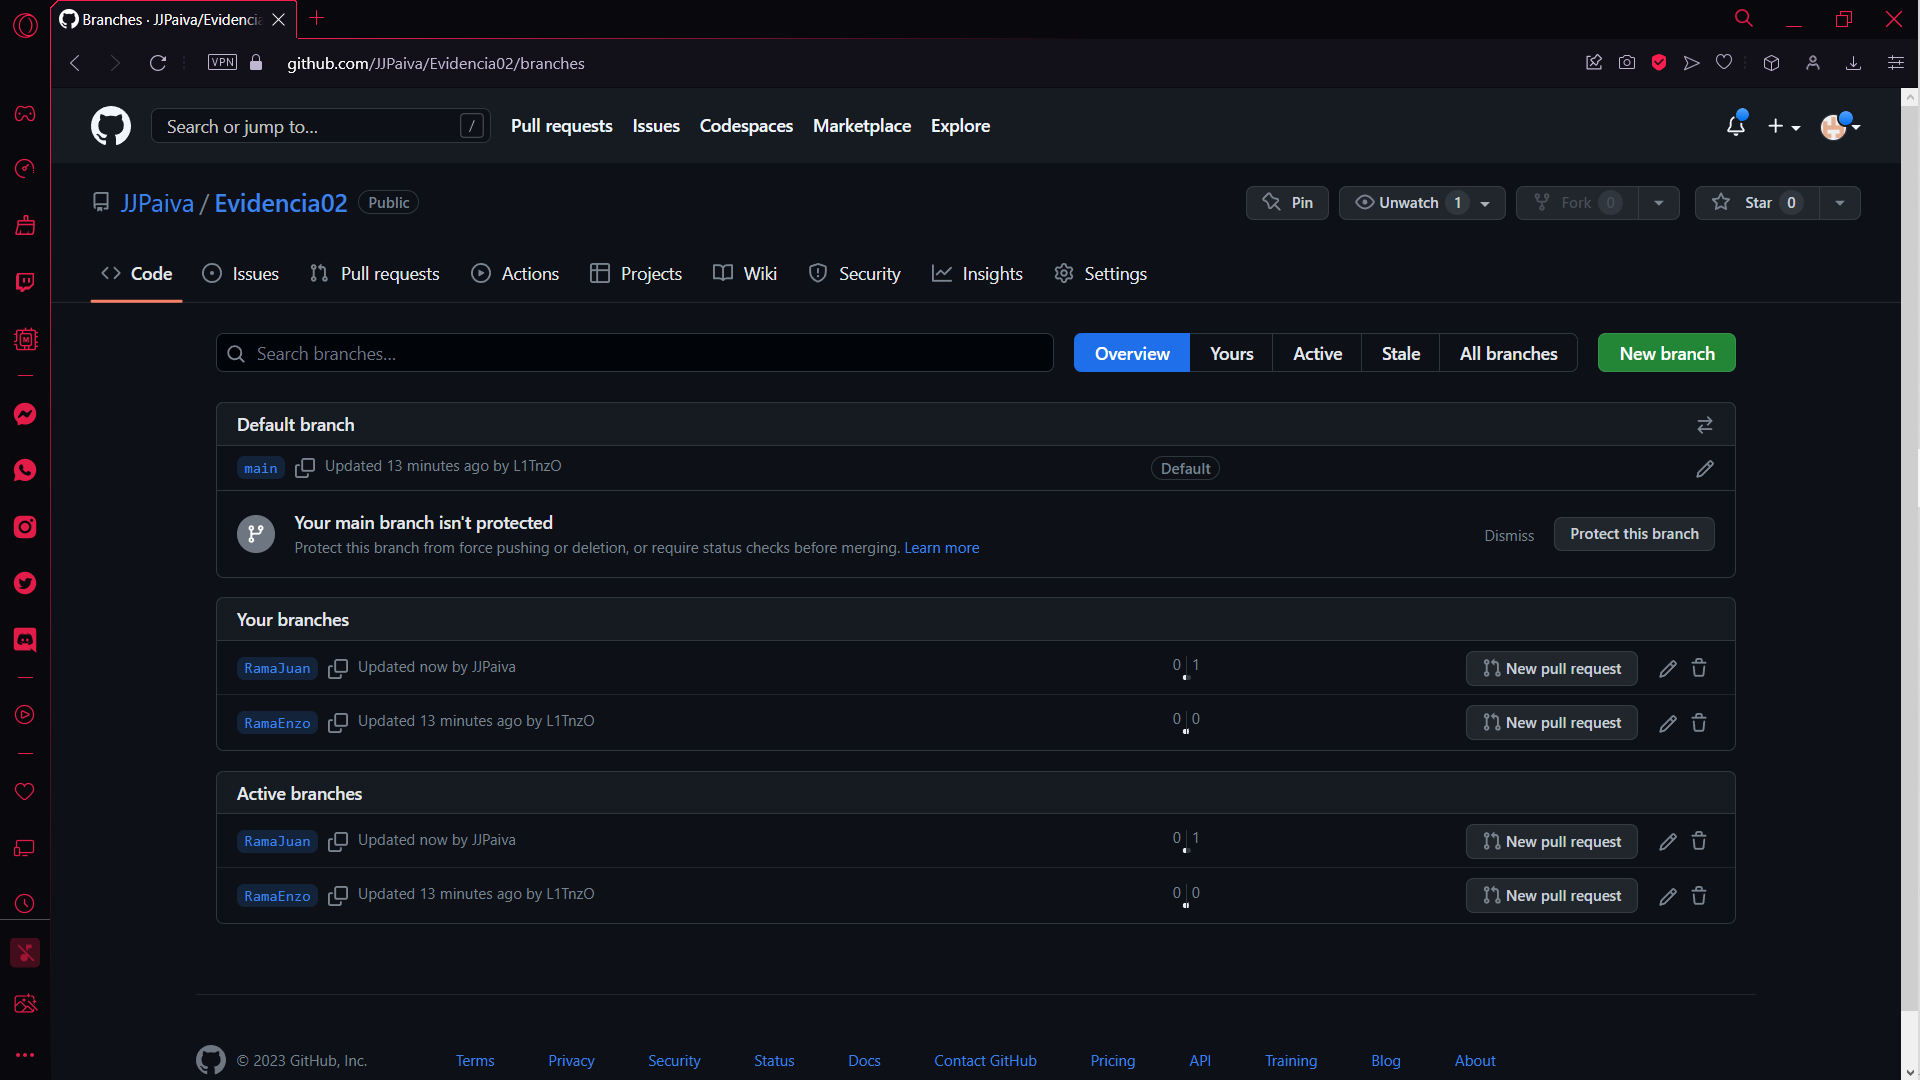 Branches · JJPaiva/Evidencia
VPN
github.com/JJPaiva/Evidencia02/branches
Search or jump to...
/
Pull requests
Issues
Codespaces
Marketplace
Explore
JJPaiva / Evidencia02
Public
Pin
Unwatch 1
Fork 0
Star 0
Code
Issues
Pull requests
Actions
Projects
Wiki
Security
Insights
Settings
Search branches...
Overview
Yours
Active
Stale
All branches
New branch
Default branch
main
Updated 13 minutes ago by L1TnzO
Default
Your main branch isn't protected
Protect this branch from force pushing or deletion, or require status checks before merging. Learn more
Dismiss
Protect this branch
Your branches
RamaJuan
Updated now by JJPaiva
0 | 1
New pull request
RamaEnzo
Updated 13 minutes ago by L1TnzO
0 | 0
New pull request
Active branches
RamaJuan
Updated now by JJPaiva
0 | 1
New pull request
RamaEnzo
Updated 13 minutes ago by L1TnzO
0 | 0
New pull request
© 2023 GitHub, Inc.
Terms
Privacy
Security
Status
Docs
Contact GitHub
Pricing
API
Training
Blog
About